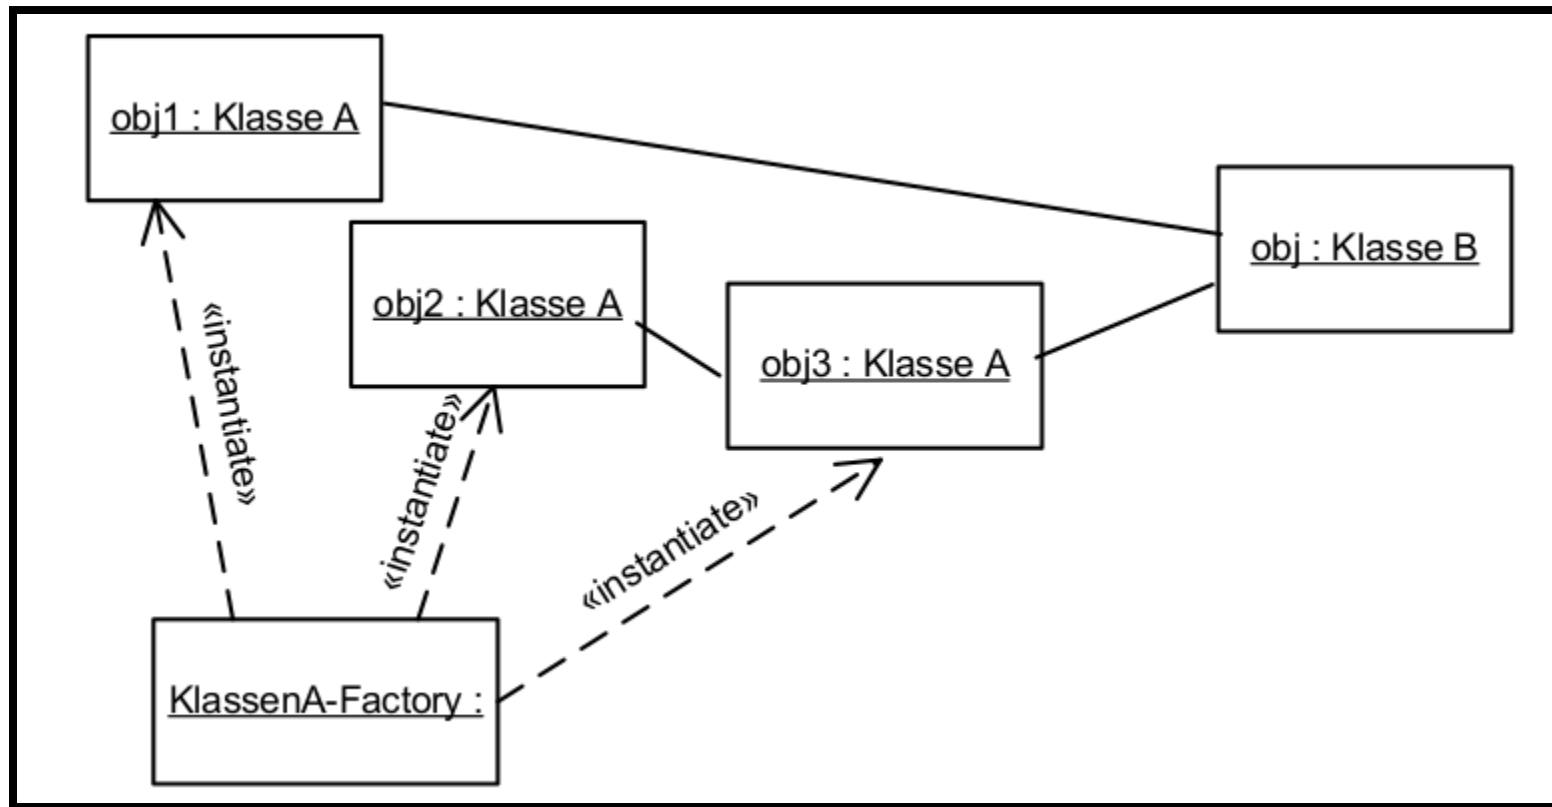 obj1 : Klasse A
obj : Klasse B
obj2 : Klasse A
obj3 : Klasse A
«instantiate»
«instantiate»
«instantiate»
KlassenA-Factory :